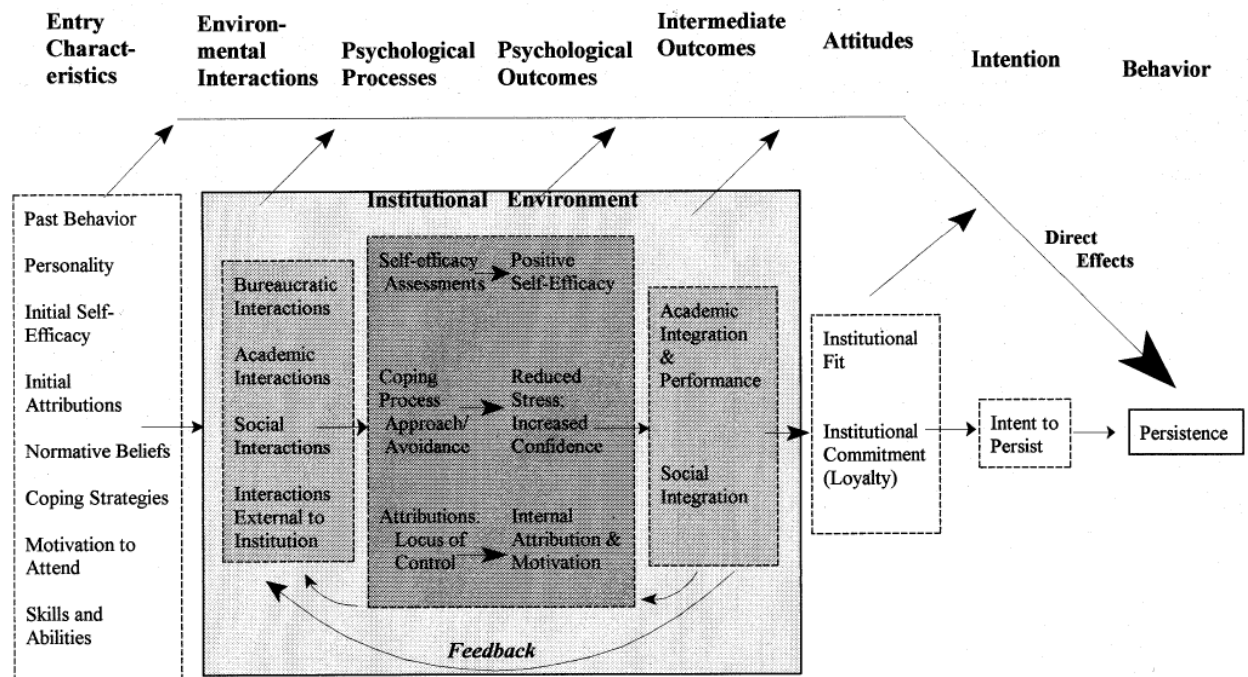 Entry
Charact-
eristics
Environ-
mental
Interactions
Psychological
Processes
Psychological
Outcomes
Intermediate
Outcomes
Attitudes
Intention
Behavior
Past Behavior
Personality
Initial Self-
Efficacy
Initial
Attributions
Normative Beliefs
Coping Strategies
Motivation to
Attend
Skills and
Abilities
Institutional Environment
Bureaucratic
Interactions
Academic
Interactions
Social
Interactions
Interactions
External to
Institution
Self-efficacy
Assessments
Positive
Self-Efficacy
Coping
Process
Approach/
Avoidance
Reduced
Stress;
Increased
Confidence
Attributions:
Locus of
Control
Internal
Attribution &
Motivation
Academic
Integration
&
Performance
Social
Integration
Feedback
Institutional
Fit
Institutional
Commitment
(Loyalty)
Intent to
Persist
Direct
Effects
Persistence